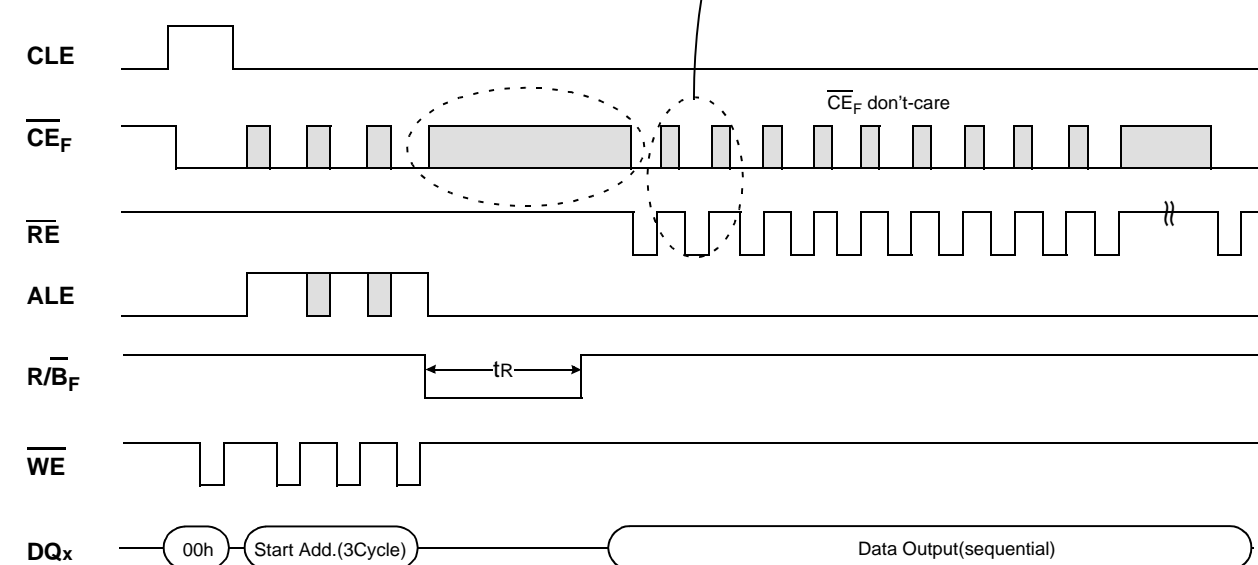 CLE
CE_F don't-care
CE_F
RE
ALE
R/B_F
tR
WE
DQx
00h
Start Add.(3Cycle)
Data Output(sequential)